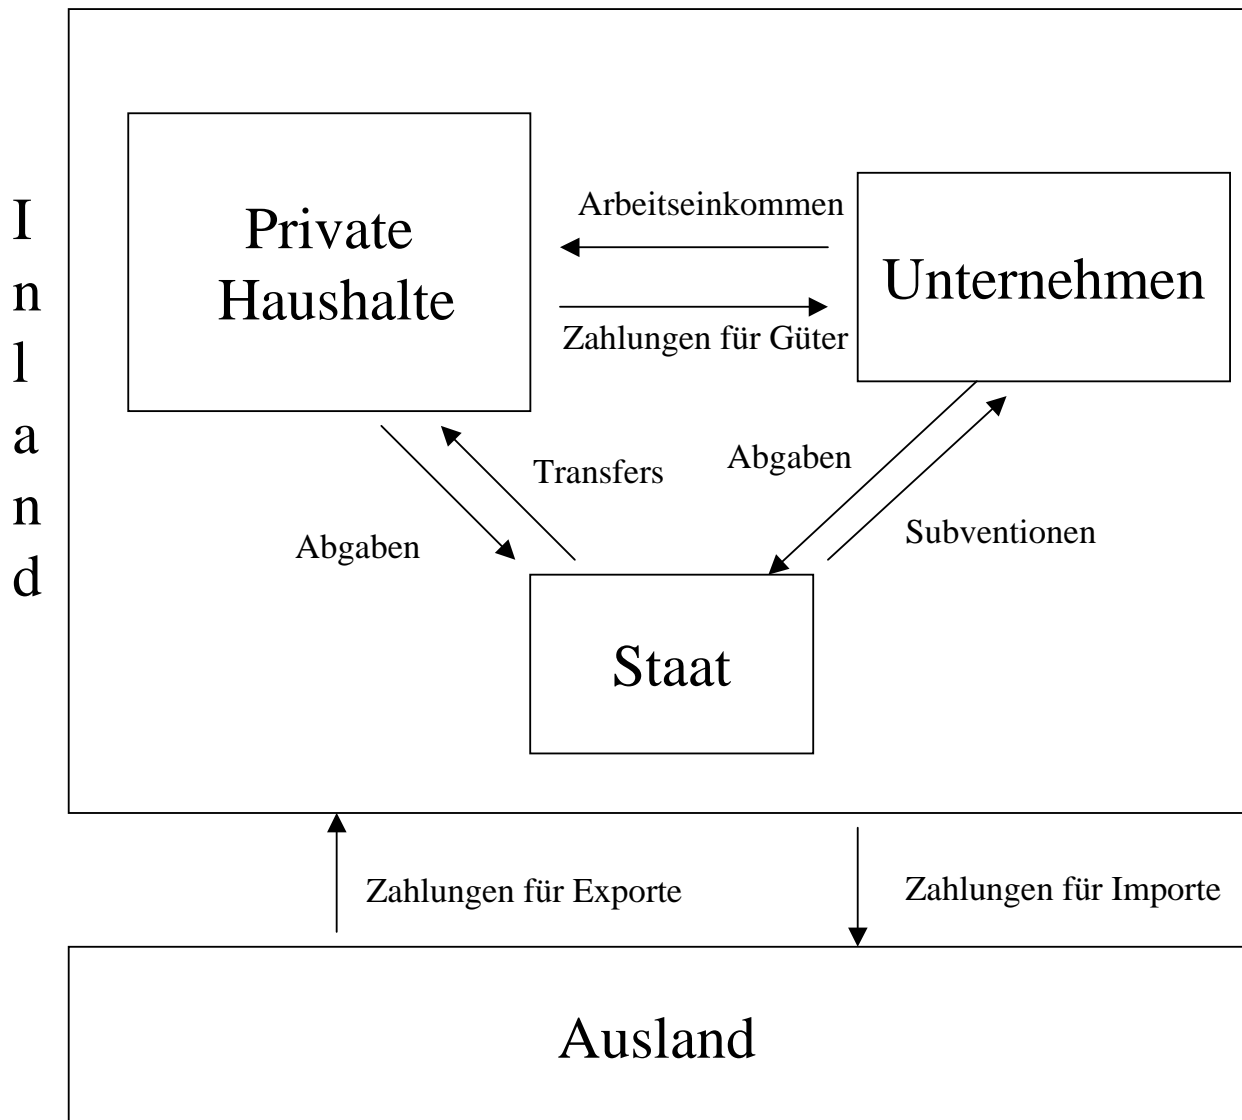 Inland
Private
Haushalte
Arbeitseinkommen
Zahlungen für Güter
Unternehmen
Transfers
Abgaben
Abgaben
Subventionen
Staat
Zahlungen für Exporte
Zahlungen für Importe
Ausland